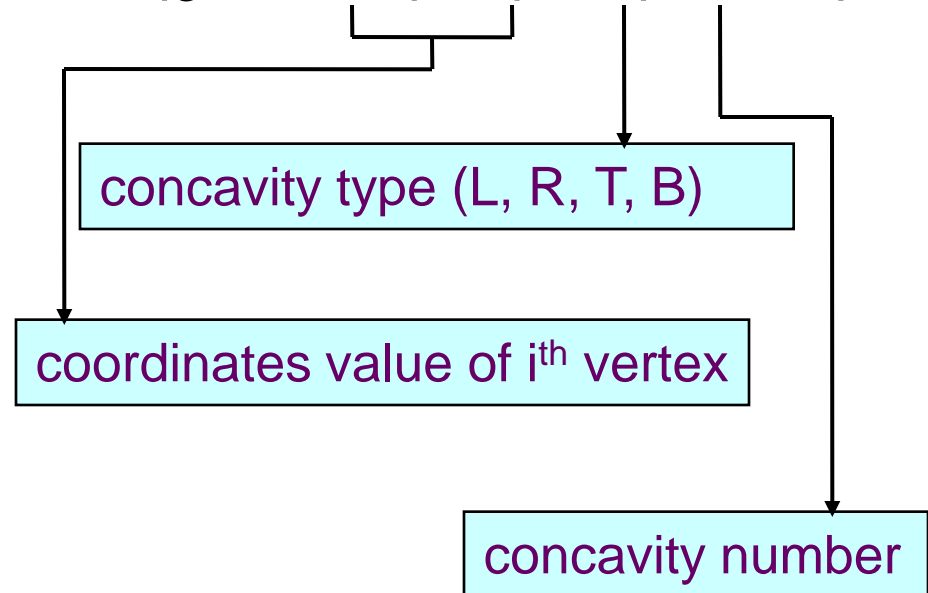 concavity type (L, R, T, B)
coordinates value of iᵗʰ vertex
concavity number